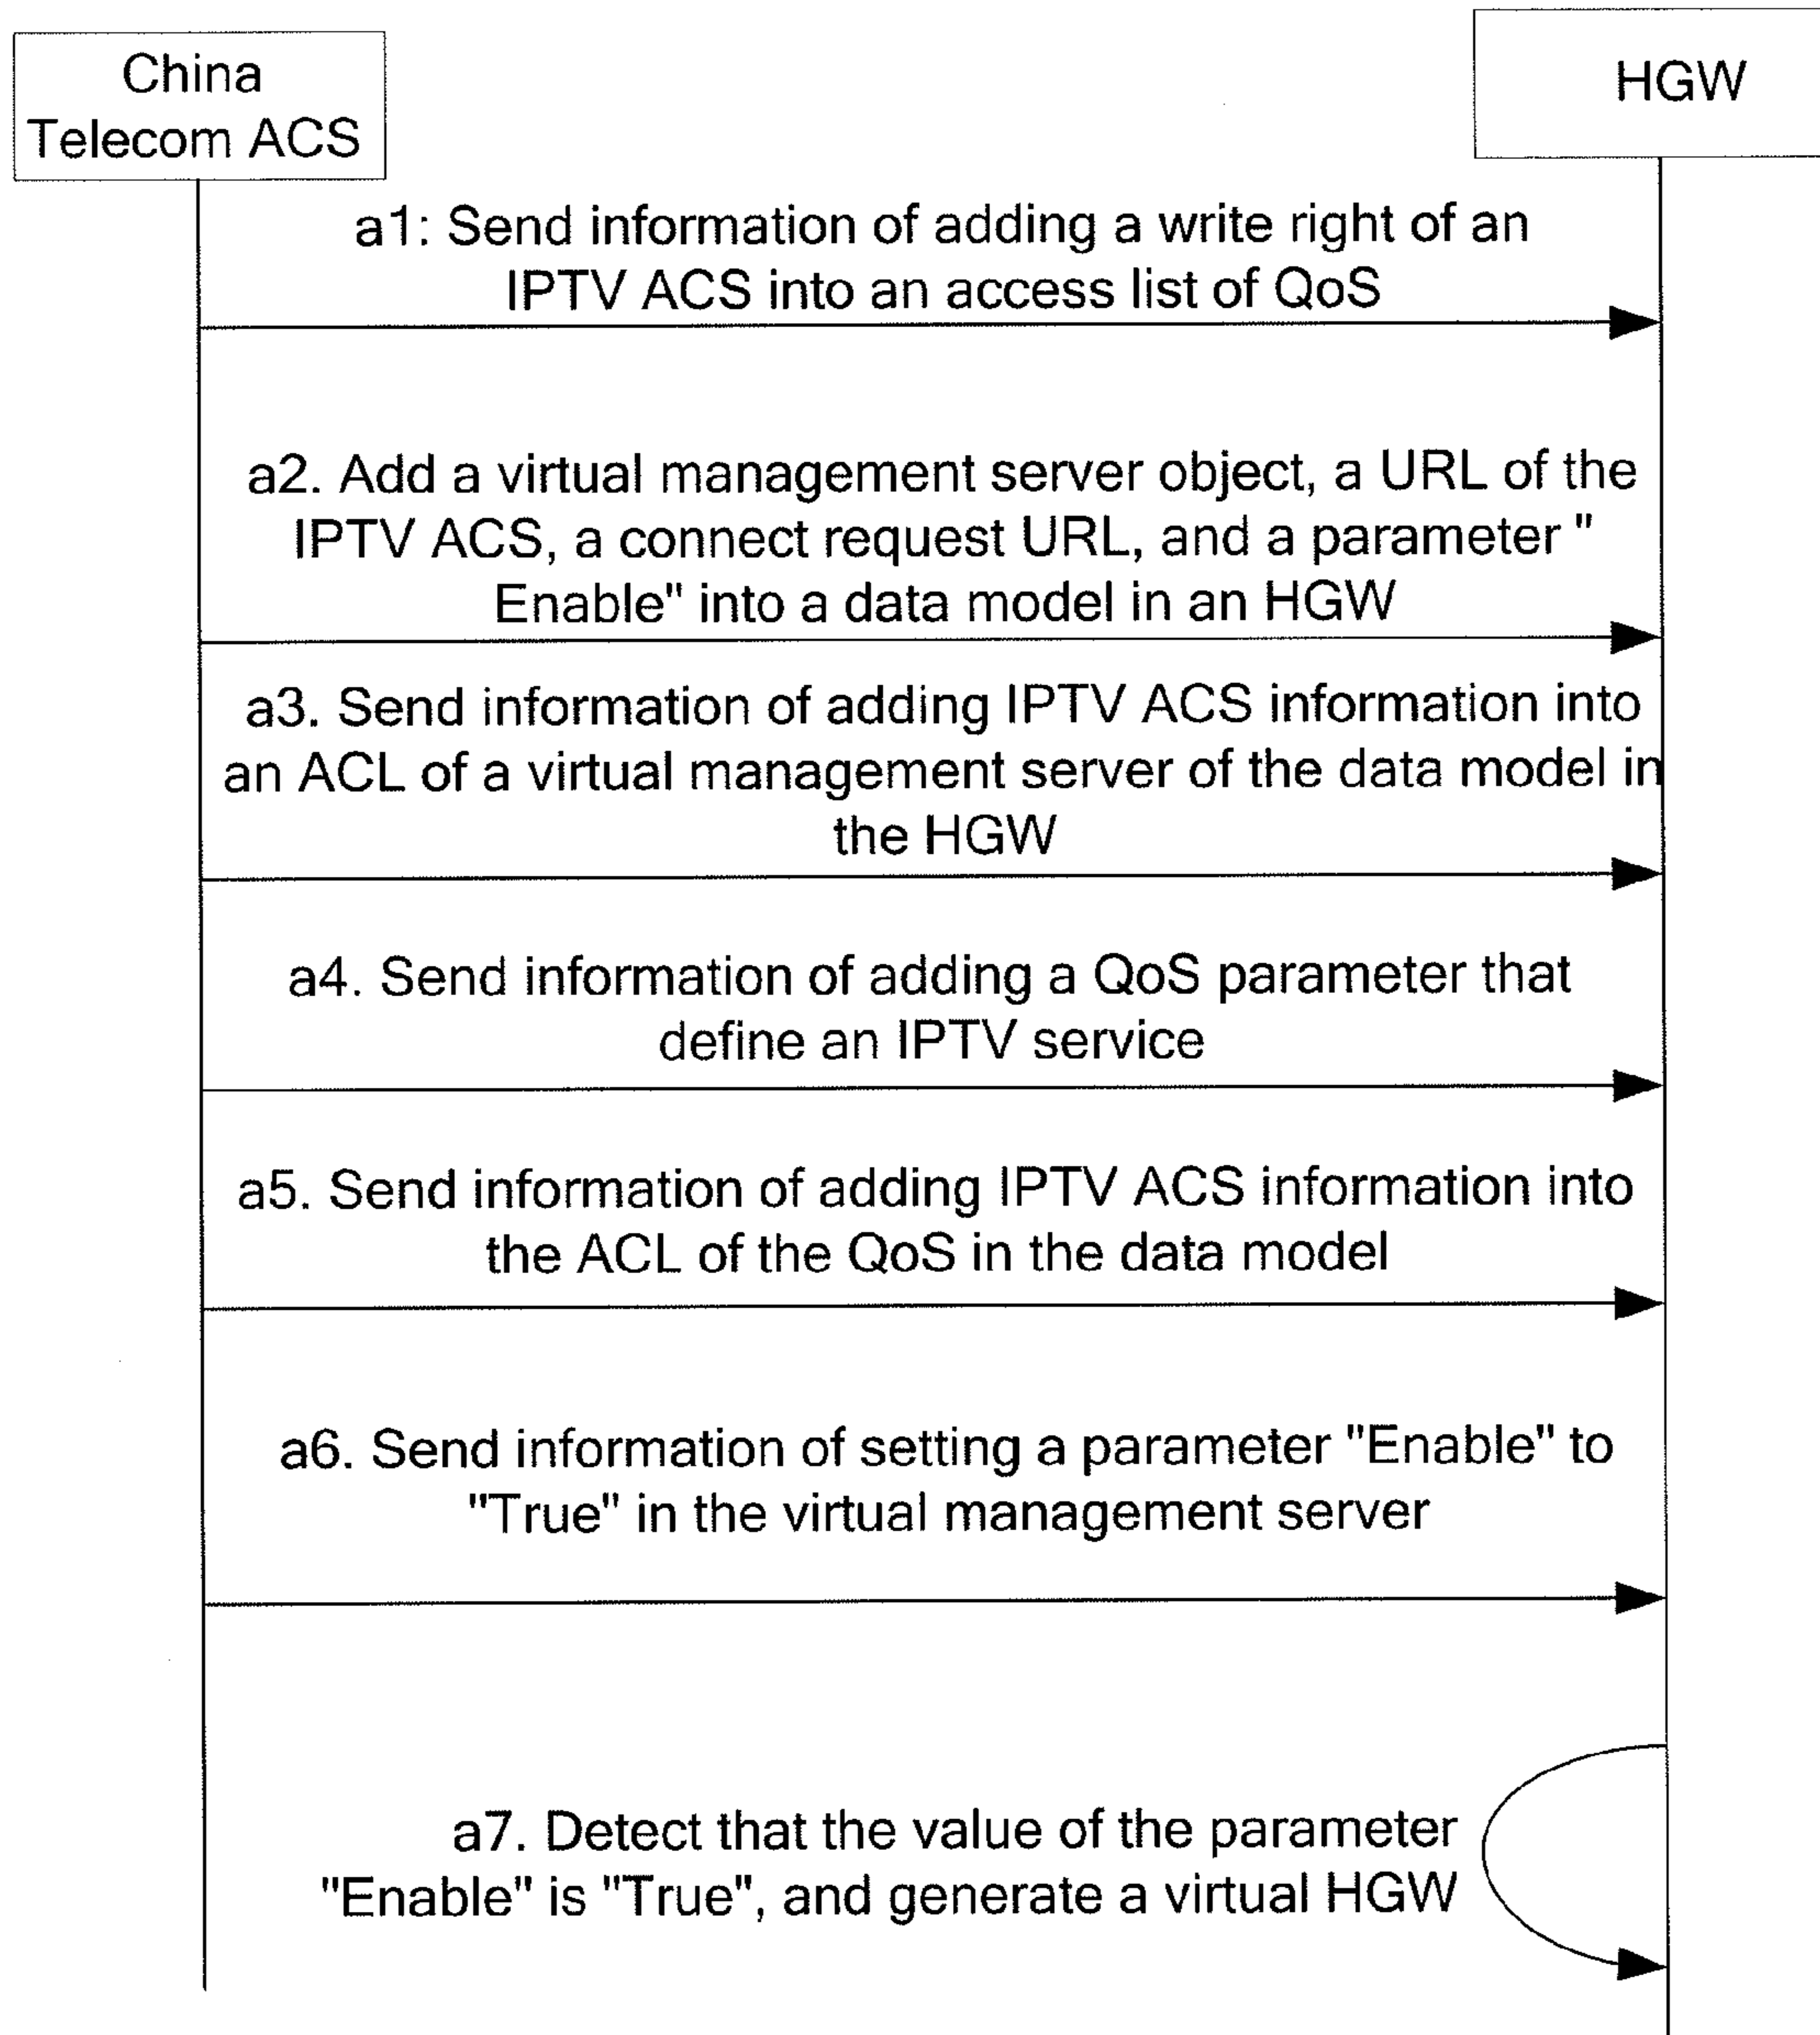 China
Telecom ACS
HGW
a1: Send information of adding a write right of an
IPTV ACS into an access list of QoS
a2. Add a virtual management server object, a URL of the
IPTV ACS, a connect request URL, and a parameter "
Enable" into a data model in an HGW
a3. Send information of adding IPTV ACS information into
an ACL of a virtual management server of the data model in
the HGW
a4. Send information of adding a QoS parameter that
define an IPTV service
a5. Send information of adding IPTV ACS information into
the ACL of the QoS in the data model
a6. Send information of setting a parameter "Enable" to
"True" in the virtual management server
a7. Detect that the value of the parameter
"Enable" is "True", and generate a virtual HGW